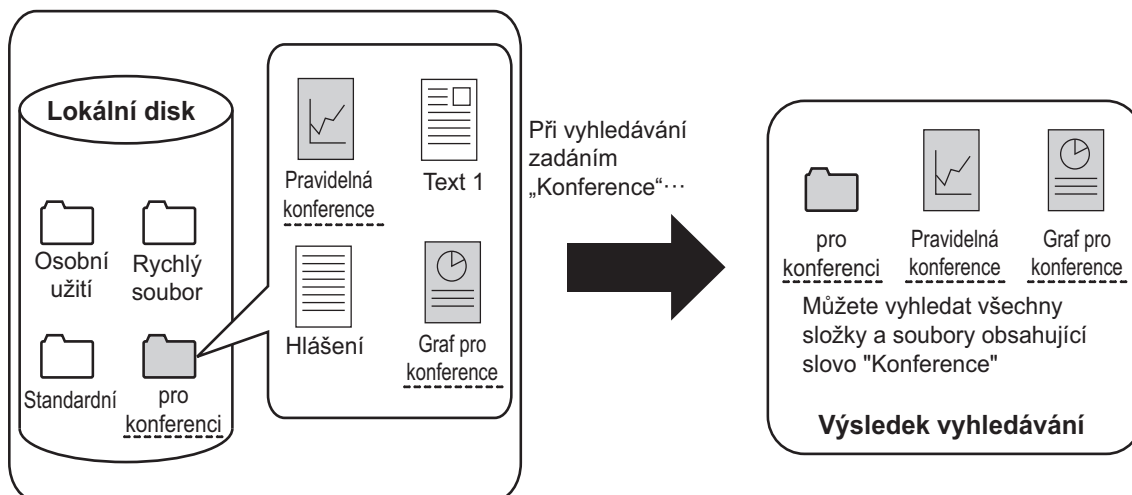 Lokální disk
Osobní
užití
Rychlý
soubor
Standardní
pro
konferenci
Pravidelná
konference
Text 1
Hlášení
Graf pro
konference
Při vyhledávání
zadáním
„Konference“···
pro
konferenci
Pravidelná
konference
Graf pro
konference
Můžete vyhledat všechny
složky a soubory obsahující
slovo "Konference"
Výsledek vyhledávání